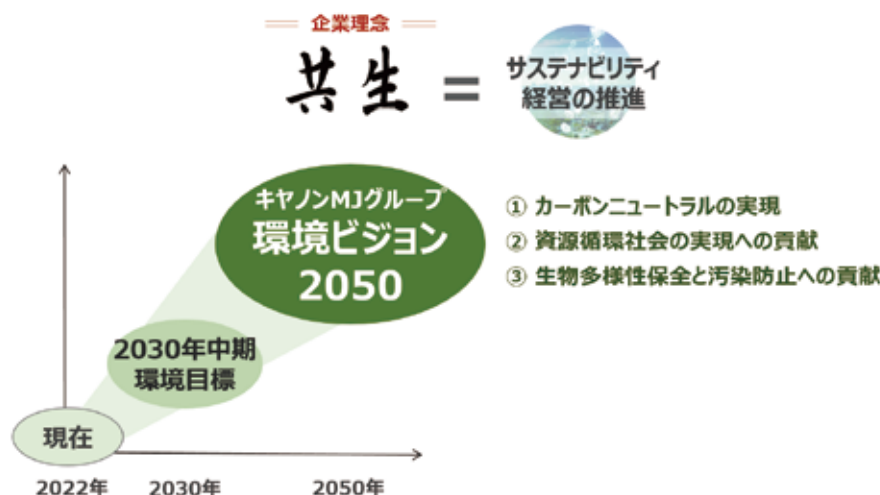 企業理念
共生 = サステナビリティ
経営の推進
キヤノンMJグループ
環境ビジョン
2050
① カーボンニュートラルの実現
② 資源循環社会の実現への貢献
③ 生物多様性保全と汚染防止への貢献
2030年中期
環境目標
現在
2022年 2030年 2050年